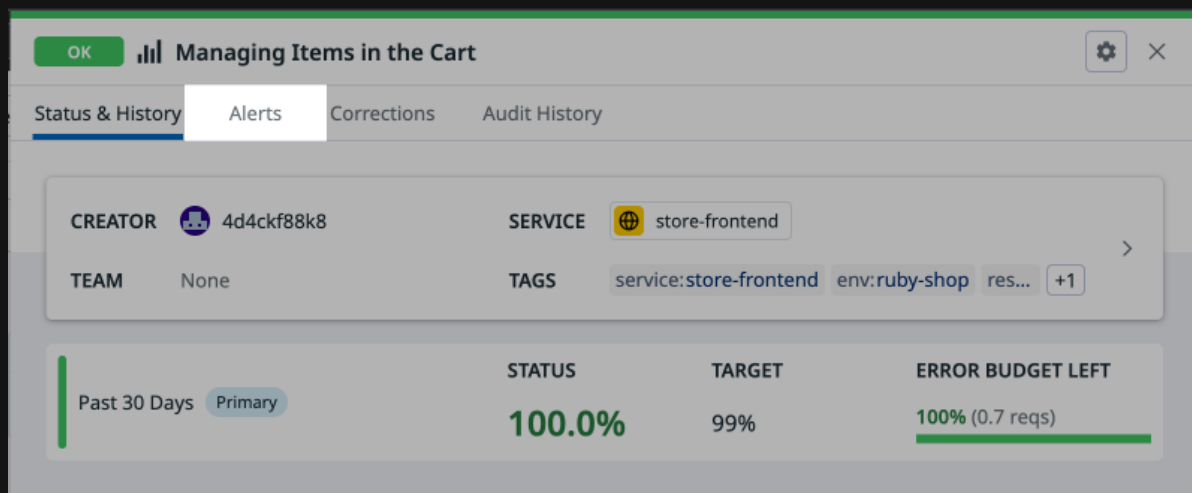 OK Managing Items in the Cart
Status & History Alerts Corrections Audit History
CREATOR 4d4ckf88k8 SERVICE store-frontend
TEAM None TAGS service:store-frontend env:ruby-shop res... +1
STATUS TARGET ERROR BUDGET LEFT
Past 30 Days Primary 100.0% 99% 100% (0.7 reqs)